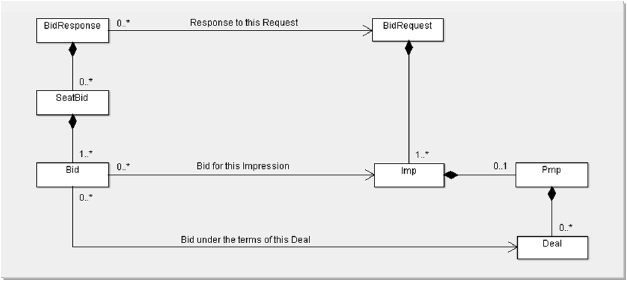 BidResponse
0..*
Response to this Request
BidRequest
0..*
SeatBid
1..*
0..*
Bid for this Impression
1..*
0..1
Bid
Imp
Pmp
0..*
0..*
Bid under the terms of this Deal
Deal